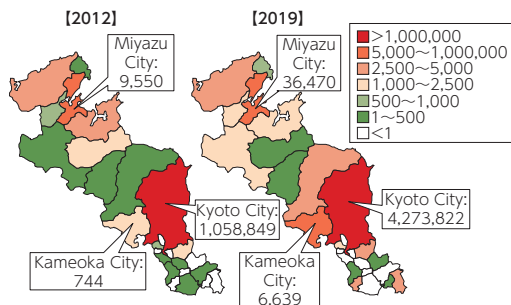 【2012】
Miyazu
City:
9,550
Kyoto City:
1,058,849
Kameoka City:
744
【2019】
Miyazu
City:
36,470
Kyoto City:
4,273,822
Kameoka
City:
6,639
>1,000,000
5,000～1,000,000
2,500～5,000
1,000～2,500
500～1,000
1～500
<1